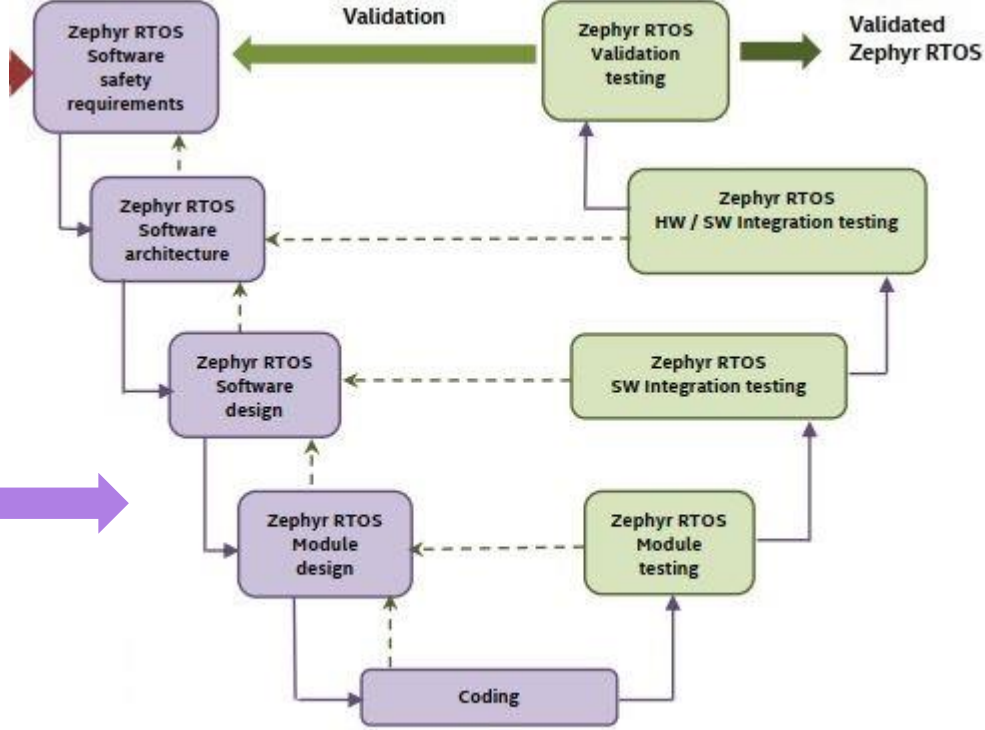 Validation
Validated
Zephyr RTOS
Zephyr RTOS
Software
safety
requirements
Zephyr RTOS
Validation
testing
Zephyr RTOS
Software
architecture
Zephyr RTOS
HW / SW Integration testing
Zephyr RTOS
Software
design
Zephyr RTOS
SW Integration testing
Zephyr RTOS
Module
design
Zephyr RTOS
Module
testing
Coding